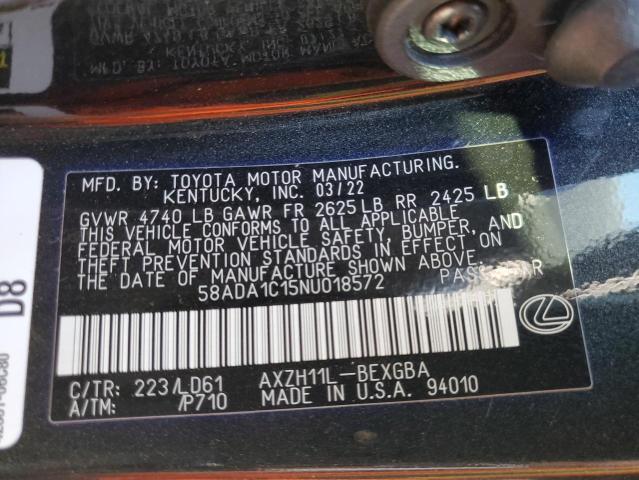 MFD. BY: TOYOTA MOTOR MANUFACTURING.
KENTUCKY, INC. 03/22
GVWR 4740 LB GAWR FR 2625 LB RR 2425 LB
THIS VEHICLE CONFORMS TO ALL APPLICABLE
FEDERAL MOTOR VEHICLE SAFETY, BUMPER, AND
THEFT PREVENTION STANDARDS IN EFFECT ON
THE DATE OF MANUFACTURE SHOWN ABOVE.
58ADA1C15NU018572 PASSENGER
C/TR: 223/LD61 AXZH11L-BEXGBA
A/TM: /P710 MADE IN U.S.A. 94010
D8